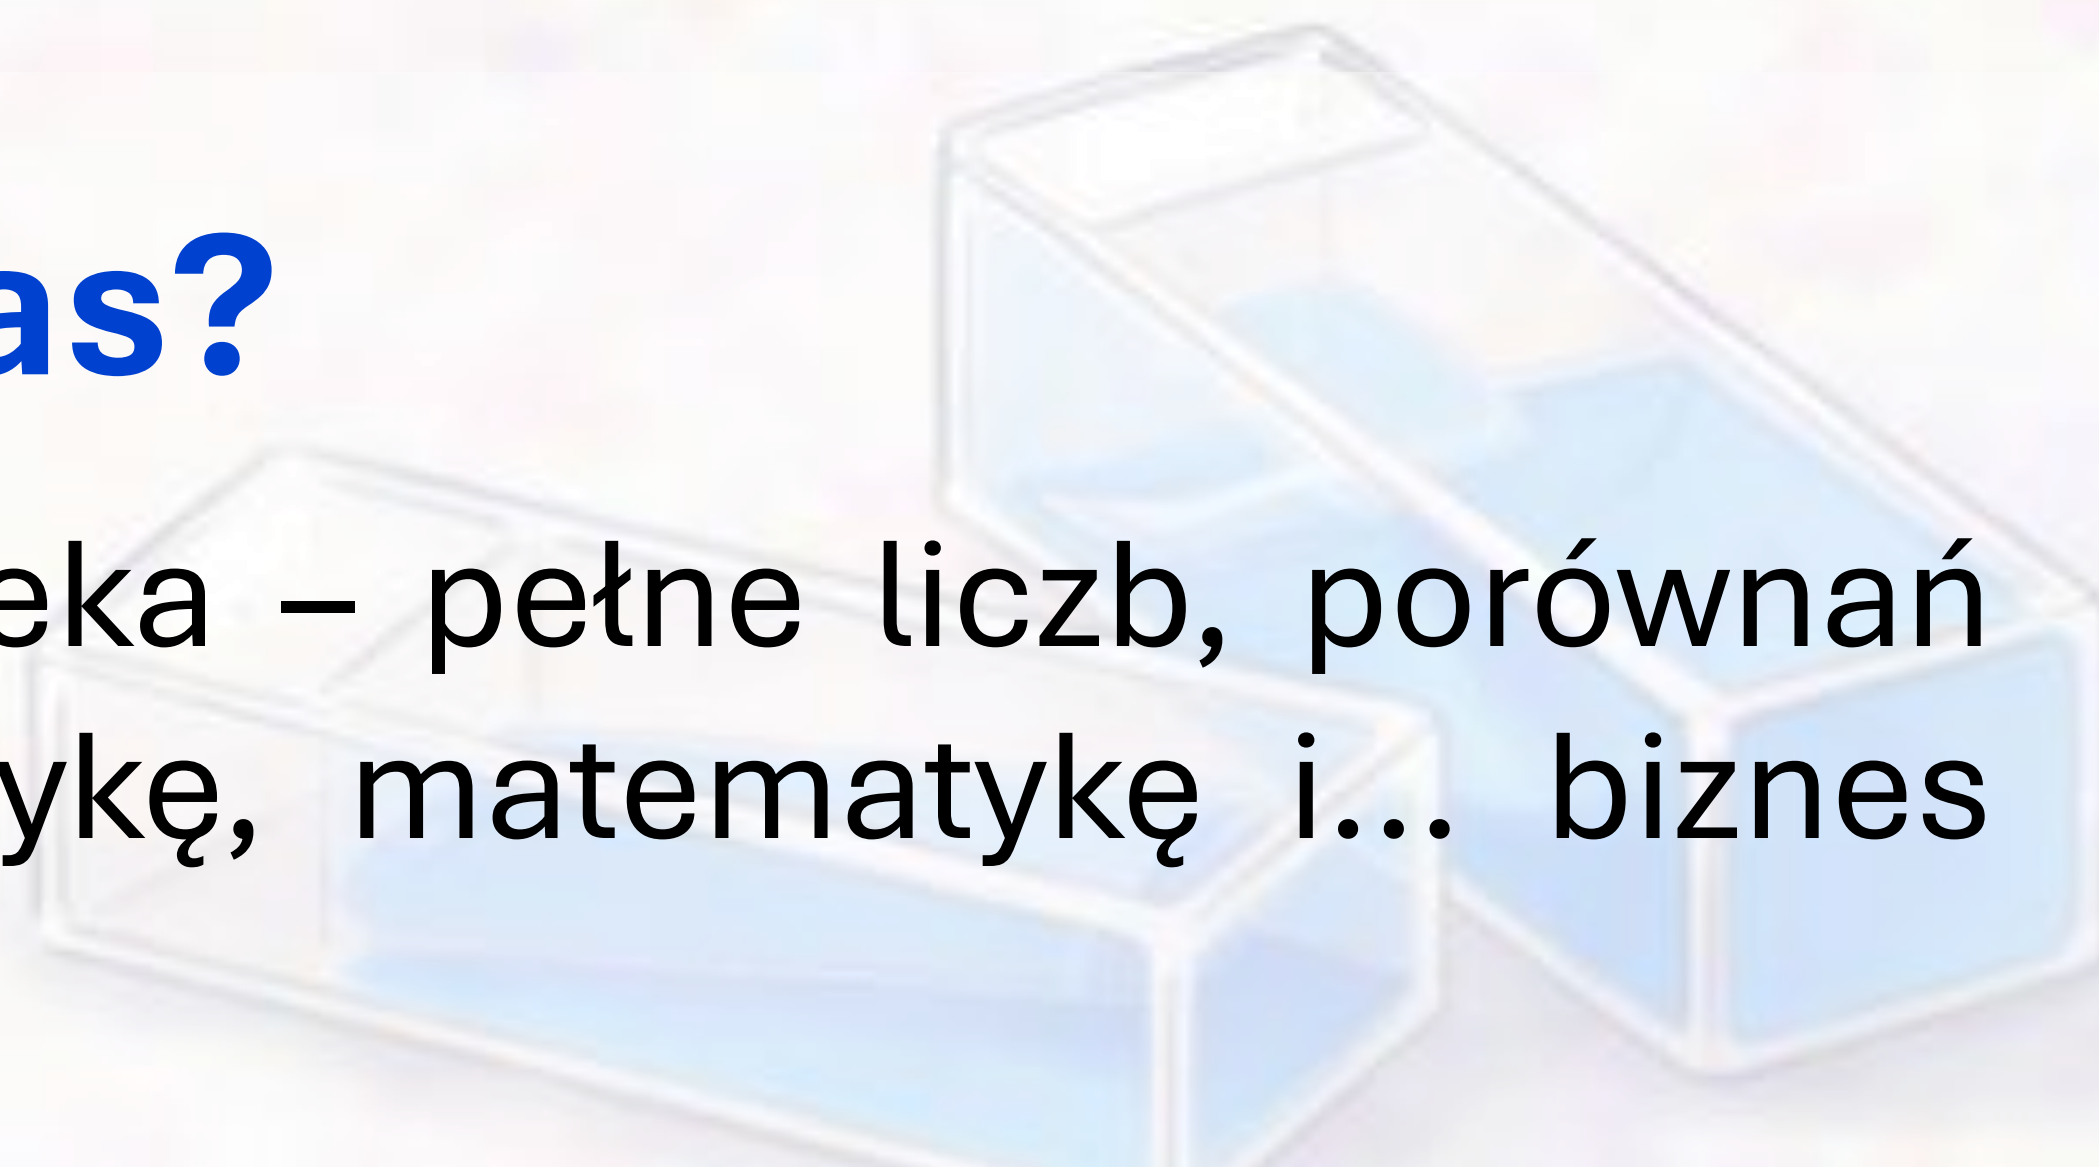 as?
eka – pełne liczb, porównań
ykę, matematykę i... biznes